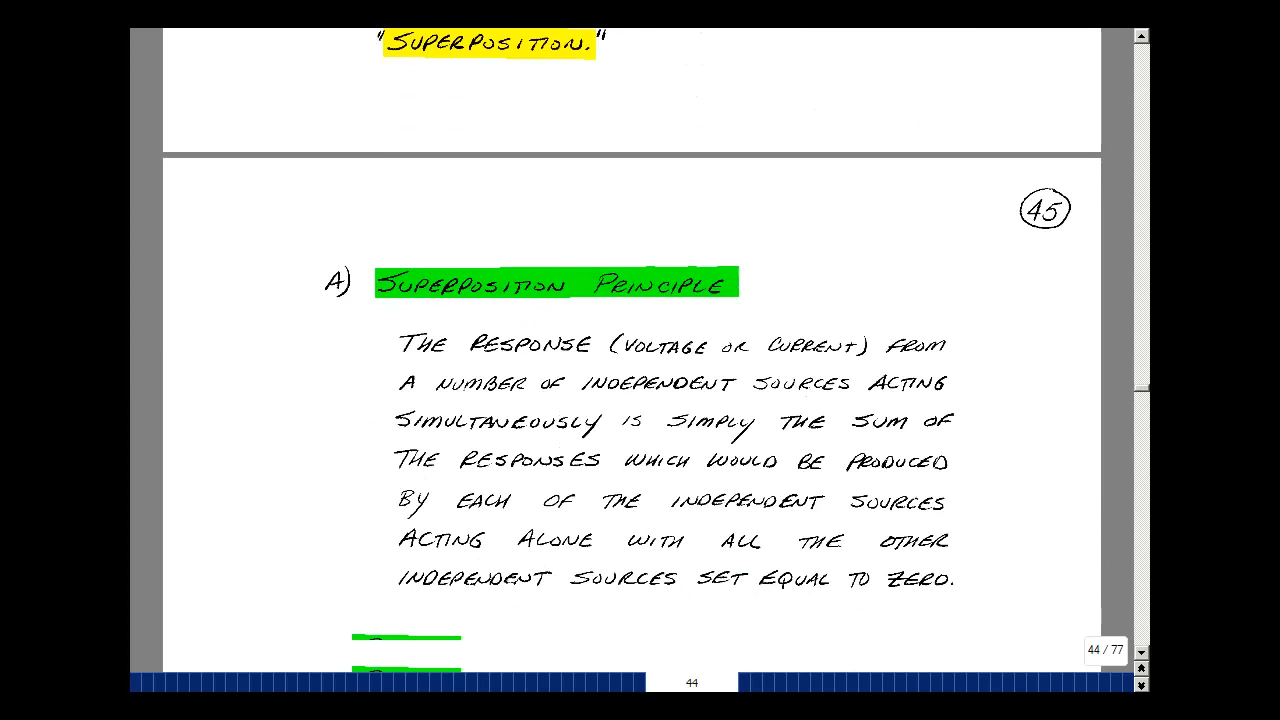 "SUPERPOSITION."
45
A) SUPERPOSITION PRINCIPLE
THE RESPONSE (VOLTAGE OR CURRENT) FROM
A NUMBER OF INDEPENDENT SOURCES ACTING
SIMULTANEOUSLY IS SIMPLY THE SUM OF
THE RESPONSES WHICH WOULD BE PRODUCED
BY EACH OF THE INDEPENDENT SOURCES
ACTING ALONE WITH ALL THE OTHER
INDEPENDENT SOURCES SET EQUAL TO ZERO.
44 / 77
44